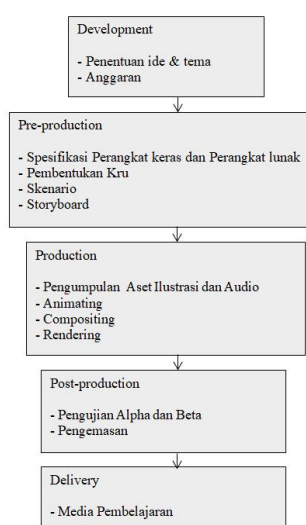 Development
- Penentuan ide & tema
- Anggaran
Pre-production
- Spesifikasi Perangkat keras dan Perangkat lunak
- Pembentukan Kru
- Skenario
- Storyboard
Production
- Pengumpulan Aset Ilustrasi dan Audio
- Animating
- Compositing
- Rendering
Post-production
- Pengujian Alpha dan Beta
- Pengemasan
Delivery
- Media Pembelajaran